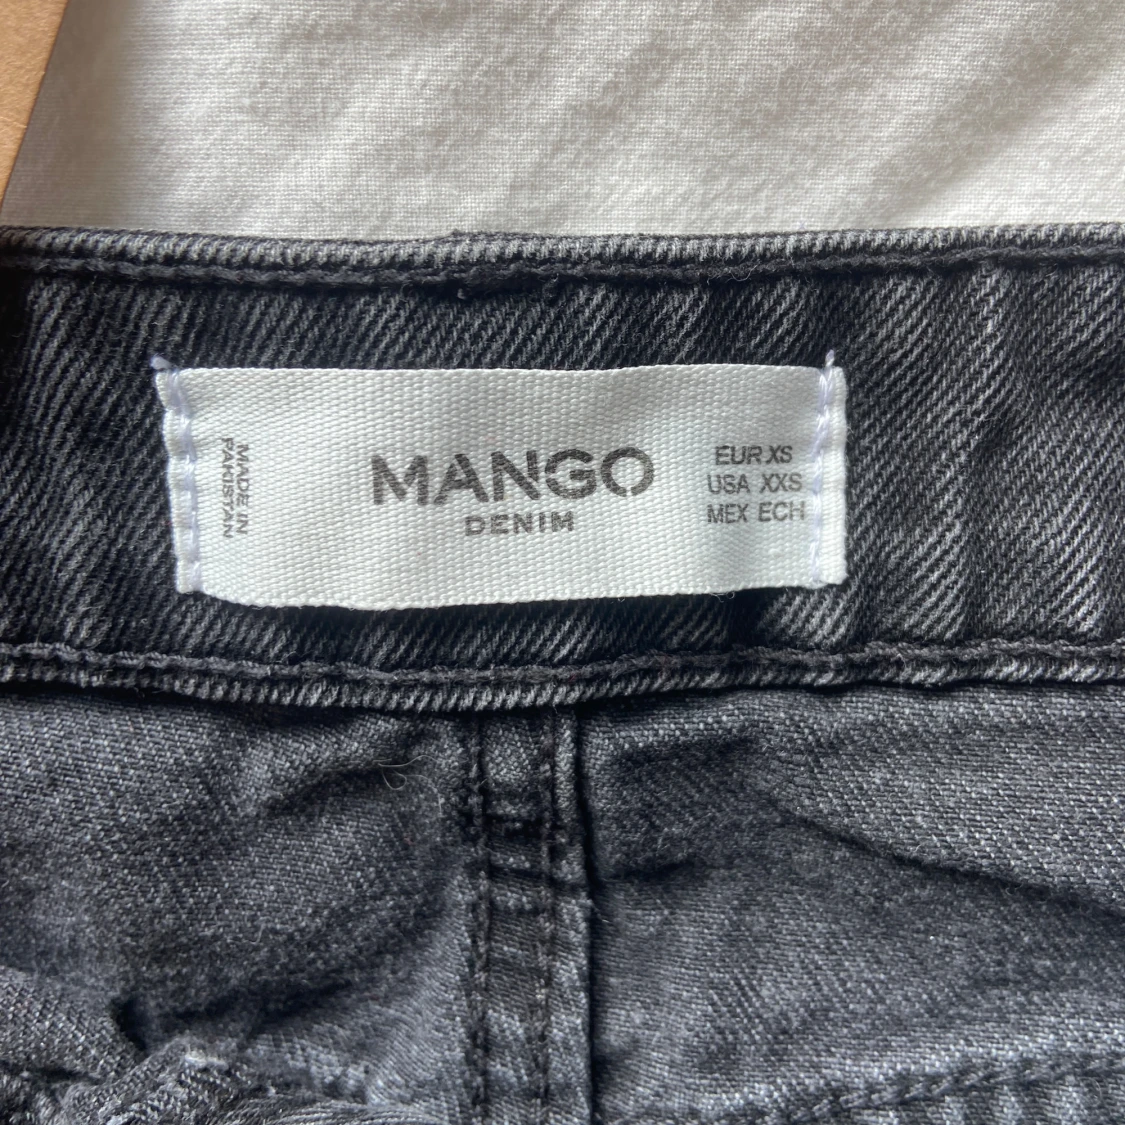 MADE IN
PAKISTAN
MANGO
DENIM
EUR XS
USA XXS
MEX ECH